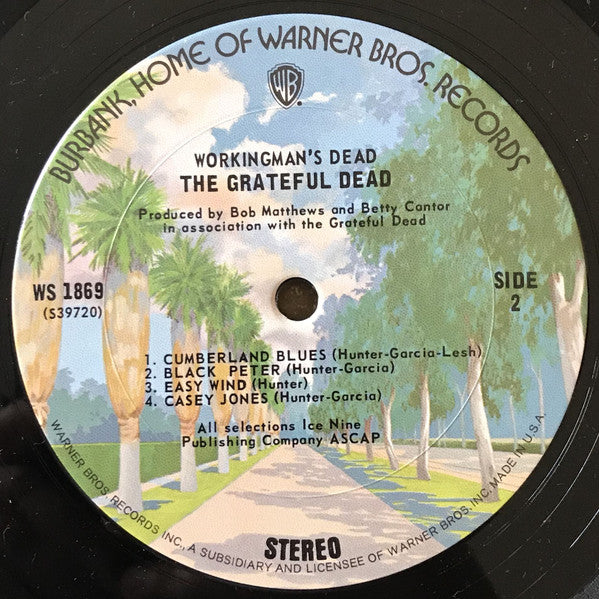 BURBANK, HOME OF WARNER BROS. RECORDS
WB
WORKINGMAN'S DEAD
THE GRATEFUL DEAD
Produced by Bob Matthews and Betty Cantor
in association with the Grateful Dead
WS 1869
(S39720)
SIDE
2
1. CUMBERLAND BLUES (Hunter-Garcia-Lesh)
2. BLACK PETER (Hunter-Garcia)
3. EASY WIND (Hunter)
4. CASEY JONES (Hunter-Garcia)
All selections Ice Nine
Publishing Company ASCAP
STEREO
WARNER BROS. RECORDS INC., A SUBSIDIARY AND LICENSEE OF WARNER BROS. INC. MADE IN U.S.A.